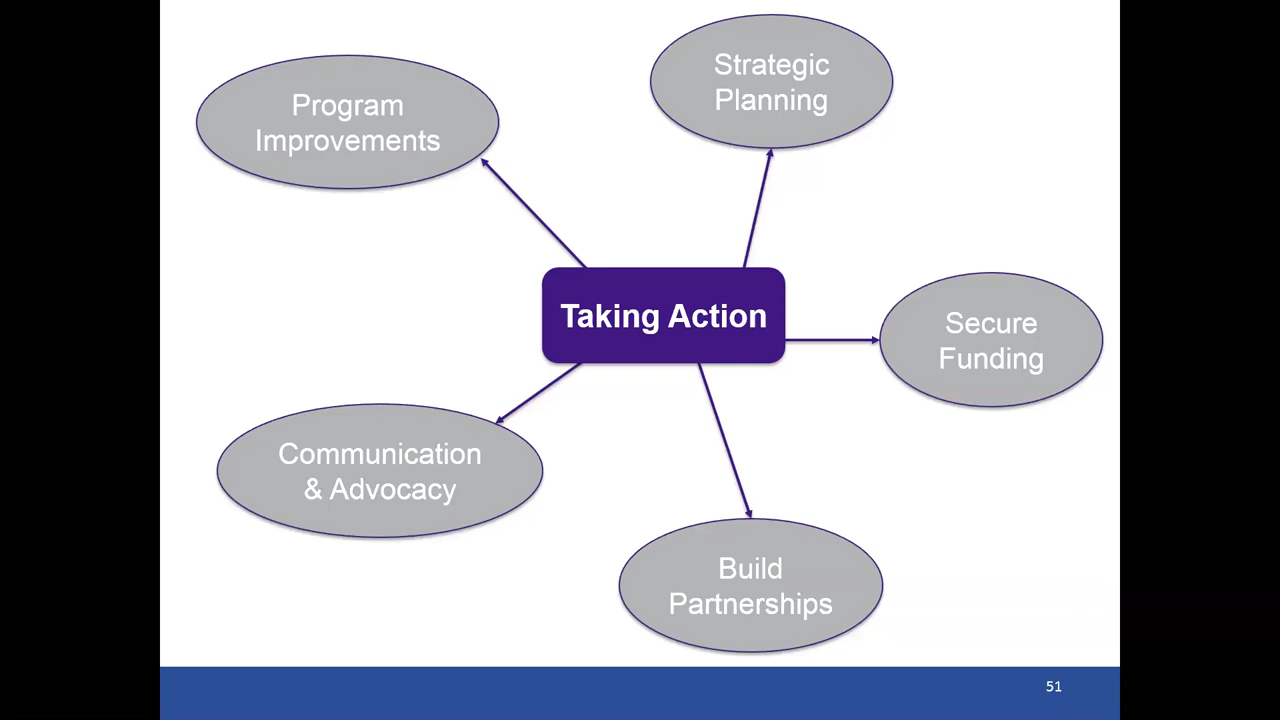 Strategic
Planning
Program
Improvements
Taking Action
Secure
Funding
Communication
& Advocacy
Build
Partnerships
51